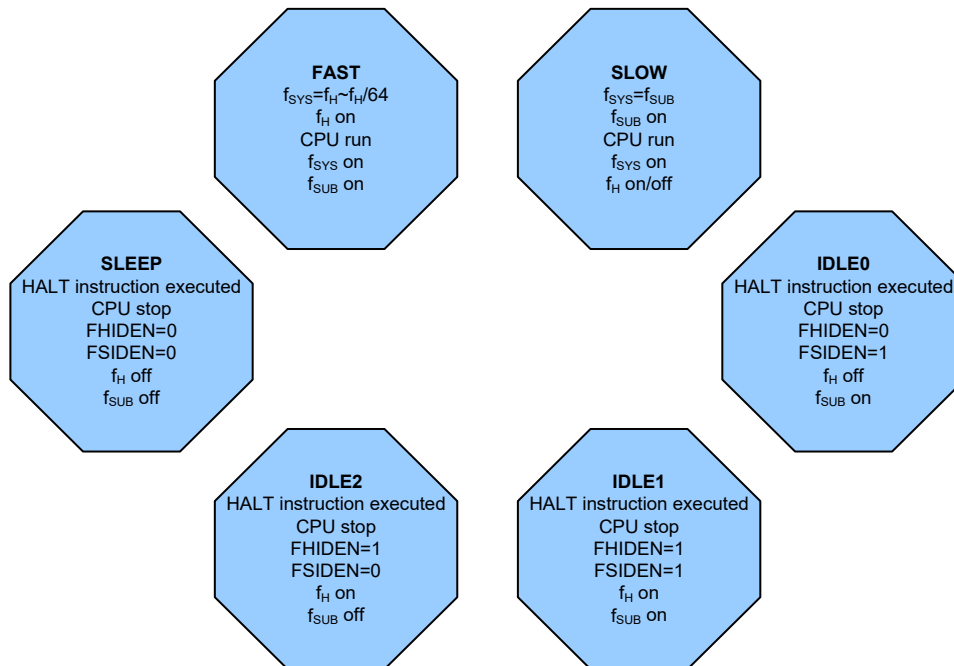 FAST
fSYS=fH~fH/64
fH on
CPU run
fSYS on
fSUB on
SLOW
fSYS=fSUB
fSUB on
CPU run
fSYS on
fH on/off
SLEEP
HALT instruction executed
CPU stop
FHIDEN=0
FSIDEN=0
fH off
fSUB off
IDLE0
HALT instruction executed
CPU stop
FHIDEN=0
FSIDEN=1
fH off
fSUB on
IDLE2
HALT instruction executed
CPU stop
FHIDEN=1
FSIDEN=0
fH on
fSUB off
IDLE1
HALT instruction executed
CPU stop
FHIDEN=1
FSIDEN=1
fH on
fSUB on